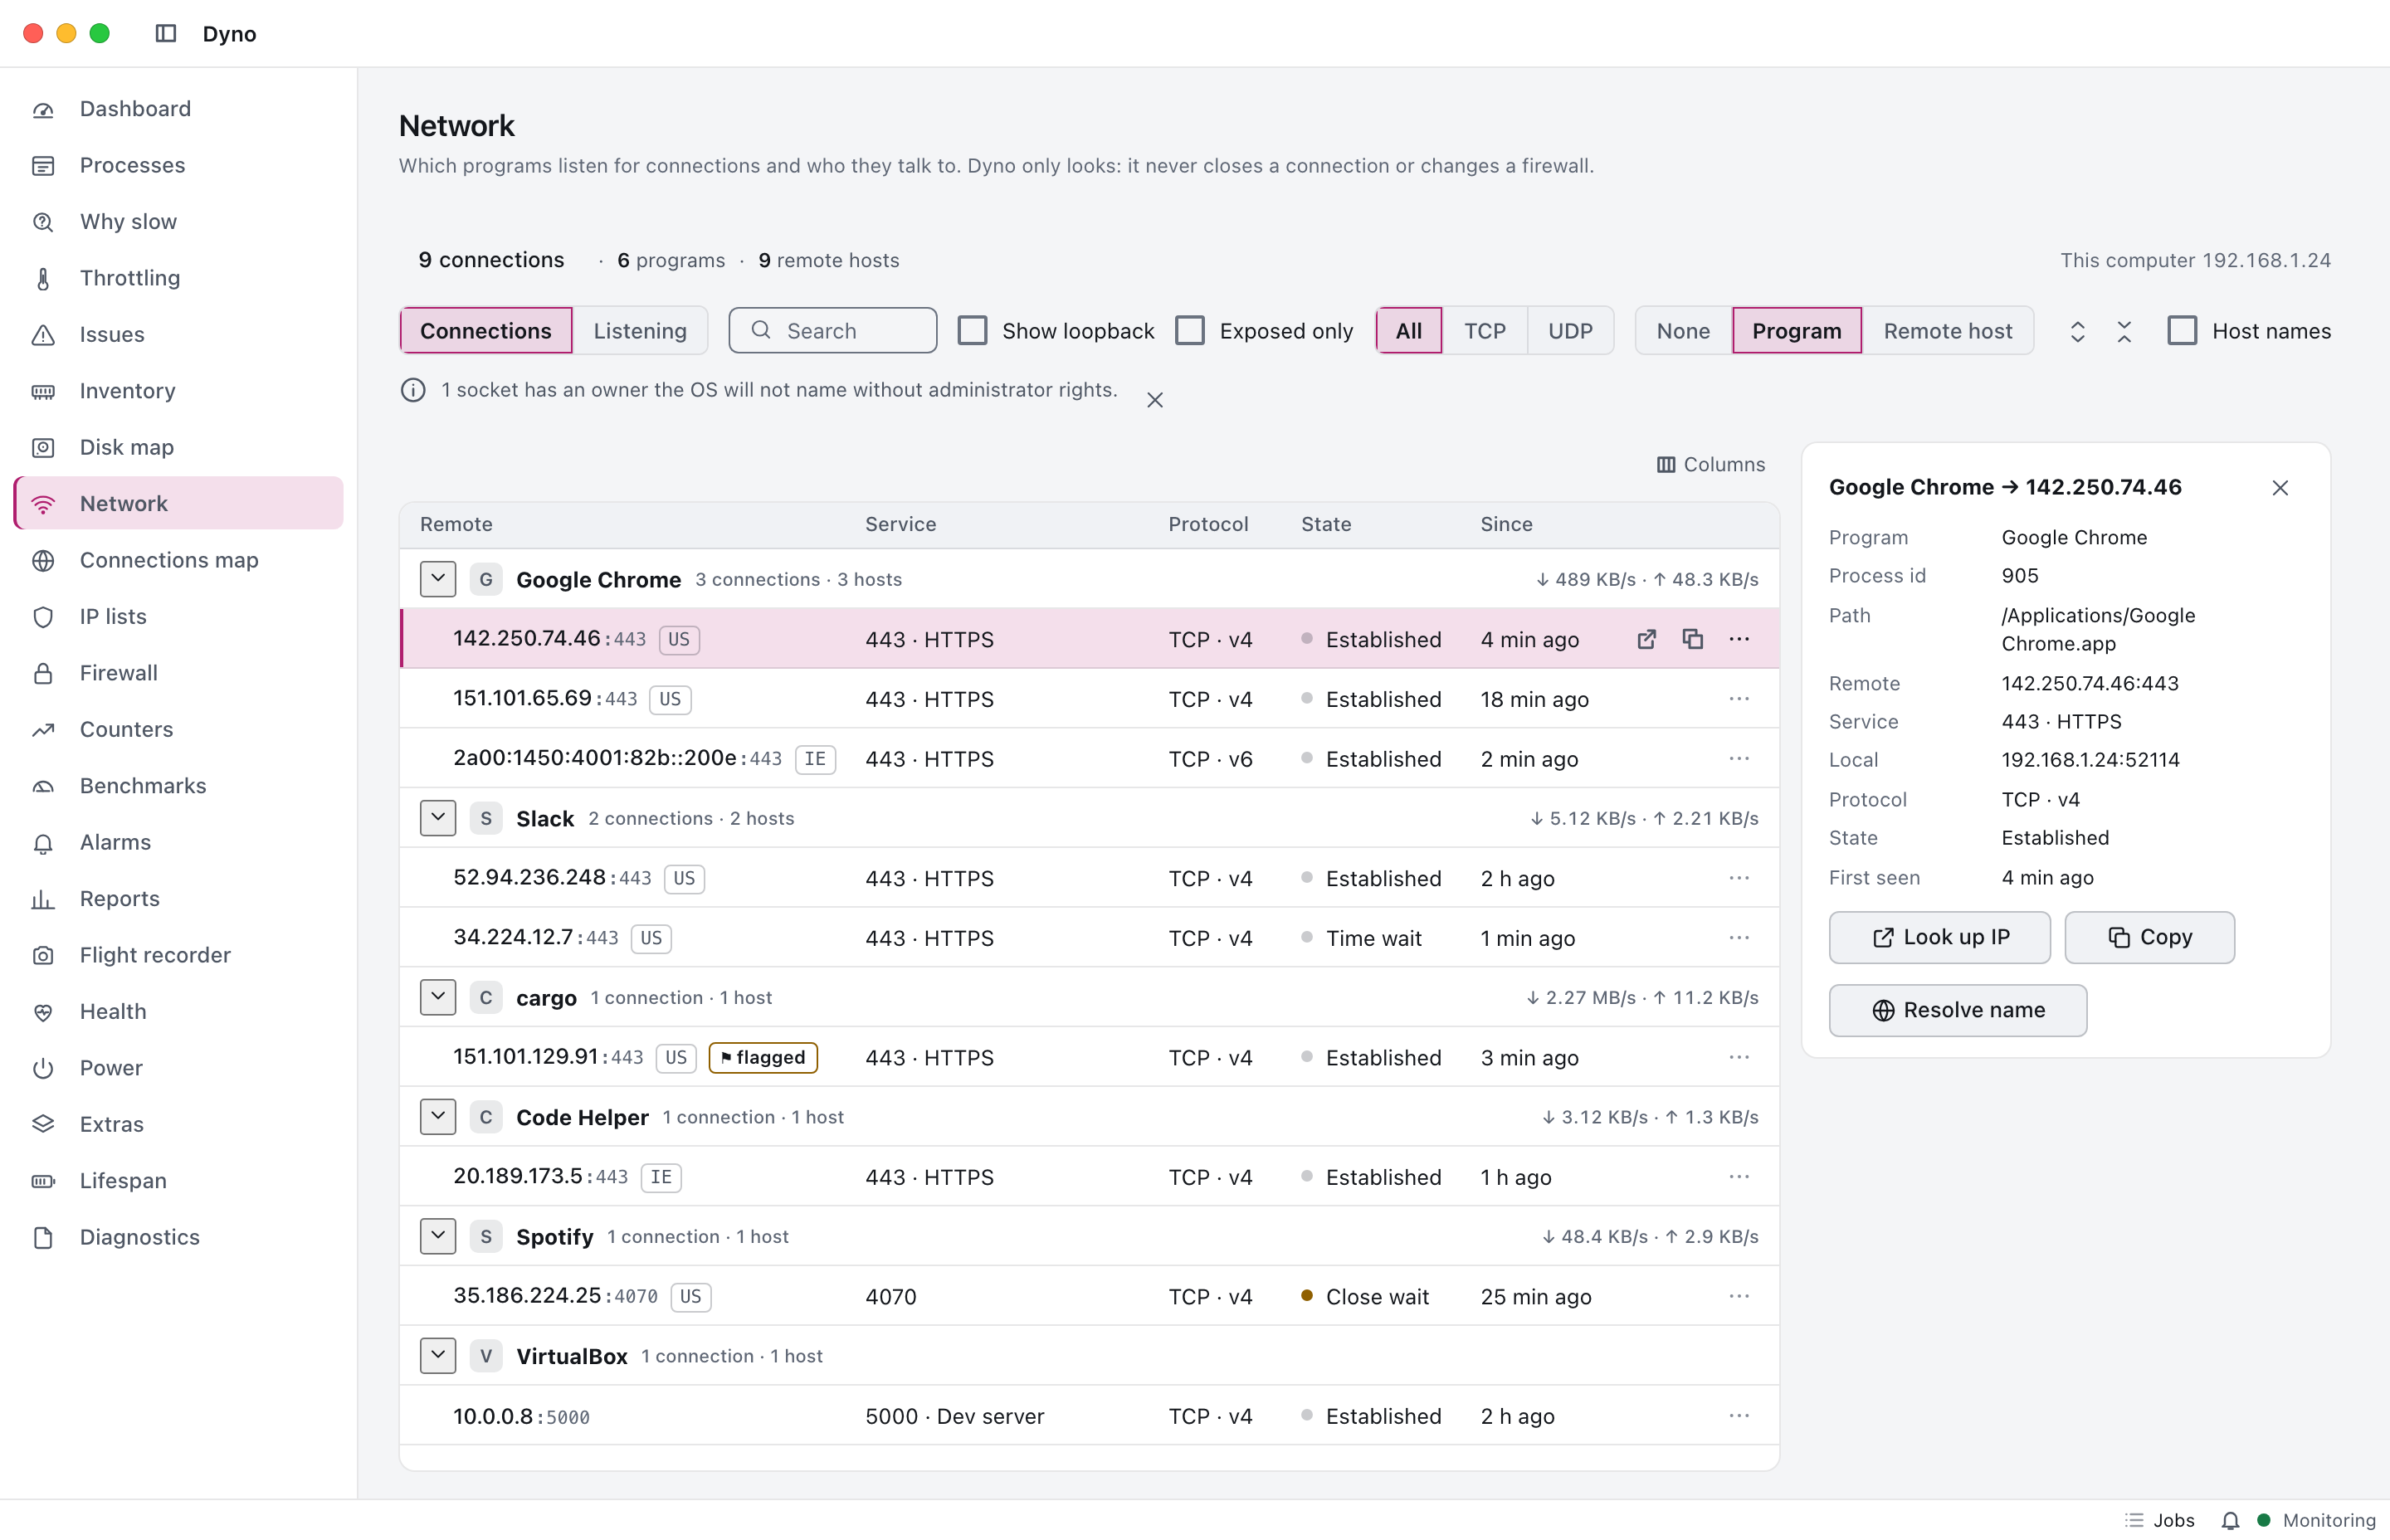 Dyno
Dashboard
Processes
Why slow
Throttling
Issues
Inventory
Disk map
Network
Connections map
IP lists
Firewall
Counters
Benchmarks
Alarms
Reports
Flight recorder
Health
Power
Extras
Lifespan
Diagnostics
Network
Which programs listen for connections and who they talk to. Dyno only looks: it never closes a connection or changes a firewall.
9 connections · 6 programs · 9 remote hosts
This computer 192.168.1.24
Connections Listening Search Show loopback Exposed only All TCP UDP None Program Remote host Host names
1 socket has an owner the OS will not name without administrator rights.
Columns
Remote Service Protocol State Since
G Google Chrome 3 connections · 3 hosts ↓ 489 KB/s · ↑ 48.3 KB/s
142.250.74.46:443 US 443 · HTTPS TCP · v4 Established 4 min ago ···
151.101.65.69:443 US 443 · HTTPS TCP · v4 Established 18 min ago ···
2a00:1450:4001:82b::200e:443 IE 443 · HTTPS TCP · v6 Established 2 min ago ···
S Slack 2 connections · 2 hosts ↓ 5.12 KB/s · ↑ 2.21 KB/s
52.94.236.248:443 US 443 · HTTPS TCP · v4 Established 2 h ago ···
34.224.12.7:443 US 443 · HTTPS TCP · v4 Time wait 1 min ago ···
C cargo 1 connection · 1 host ↓ 2.27 MB/s · ↑ 11.2 KB/s
151.101.129.91:443 US flagged 443 · HTTPS TCP · v4 Established 3 min ago ···
C Code Helper 1 connection · 1 host ↓ 3.12 KB/s · ↑ 1.3 KB/s
20.189.173.5:443 IE 443 · HTTPS TCP · v4 Established 1 h ago ···
S Spotify 1 connection · 1 host ↓ 48.4 KB/s · ↑ 2.9 KB/s
35.186.224.25:4070 US 4070 TCP · v4 Close wait 25 min ago ···
V VirtualBox 1 connection · 1 host
10.0.0.8:5000 5000 · Dev server TCP · v4 Established 2 h ago ···
Google Chrome → 142.250.74.46
Program Google Chrome
Process id 905
Path /Applications/Google
Chrome.app
Remote 142.250.74.46:443
Service 443 · HTTPS
Local 192.168.1.24:52114
Protocol TCP · v4
State Established
First seen 4 min ago
Look up IP Copy
Resolve name
Jobs Monitoring